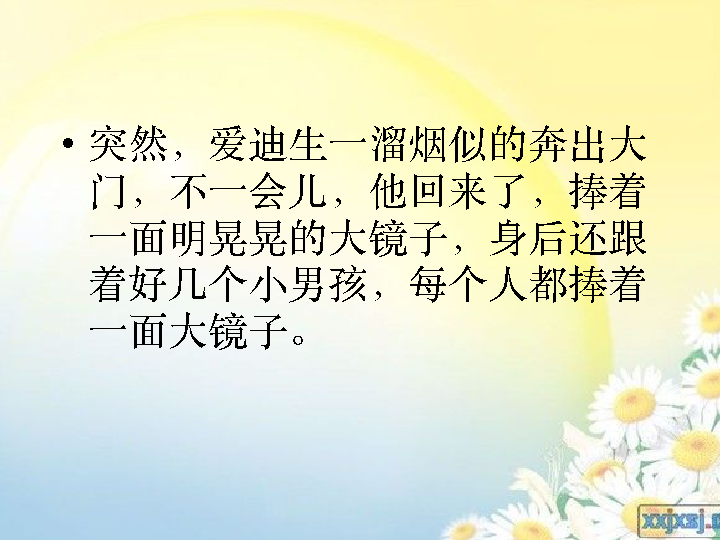 • 突然，爱迪生一溜烟似的奔出大
门，不一会儿，他回来了，捧着
一面明晃晃的大镜子，身后还跟
着好几个小男孩，每个人都捧着
一面大镜子。